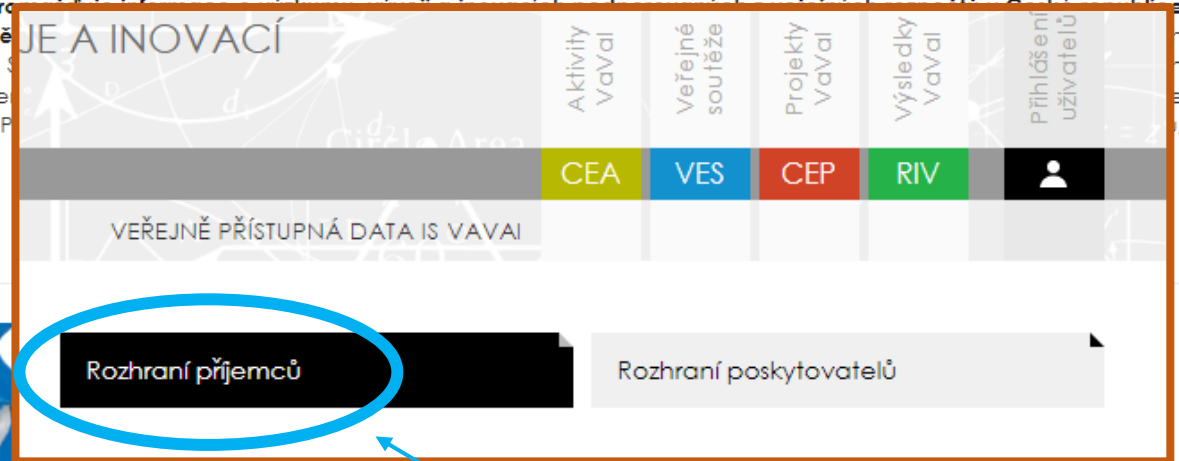 JE A INOVACÍ
Aktivity
VaVaI
Veřejné
soutěže
Projekty
VaVaI
Výsledky
VaVaI
Přihlášení
uživatelů
CEA
VES
CEP
RIV
VEŘEJNĚ PŘÍSTUPNÁ DATA IS VAVAI
Rozhraní příjemců
Rozhraní poskytovatelů